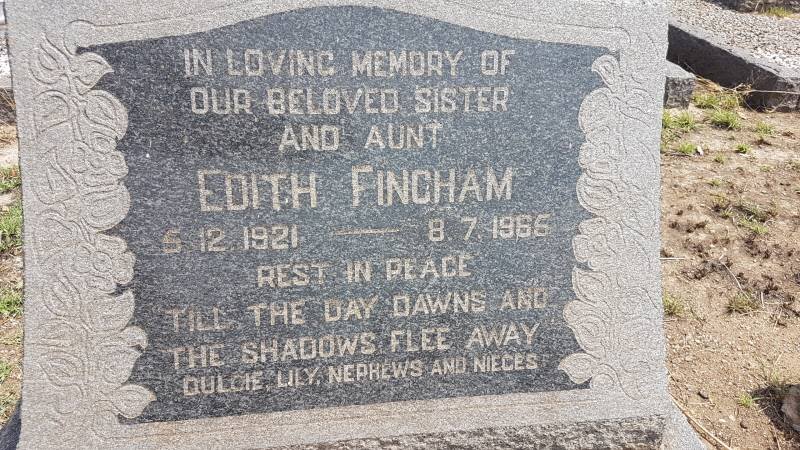 IN LOVING MEMORY OF
OUR BELOVED SISTER
AND AUNT
EDITH FINCHAM
12. 1921 — 8. 7. 1966
REST IN PEACE
TILL THE DAY DAWNS AND
THE SHADOWS FLEE AWAY
DULCIE, LILY, NEPHEWS AND NIECES